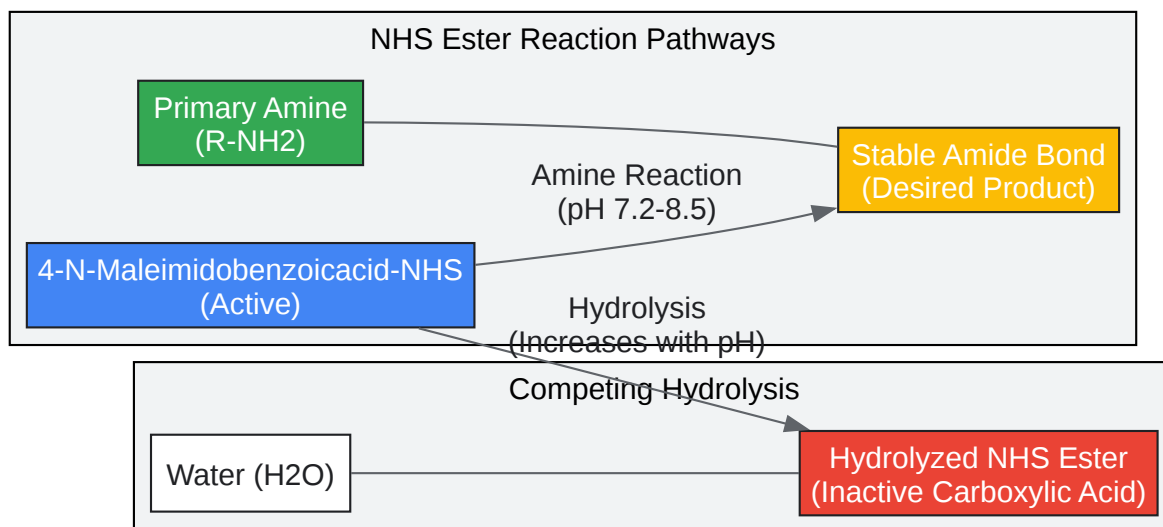 NHS Ester Reaction Pathways
Primary Amine
(R-NH2)
Stable Amide Bond
(Desired Product)
Amine Reaction
(pH 7.2-8.5)
4-N-Maleimidobenzoicacid-NHS
(Active)
Hydrolysis
(Increases with pH)
Competing Hydrolysis
Water (H2O)
Hydrolyzed NHS Ester
(Inactive Carboxylic Acid)